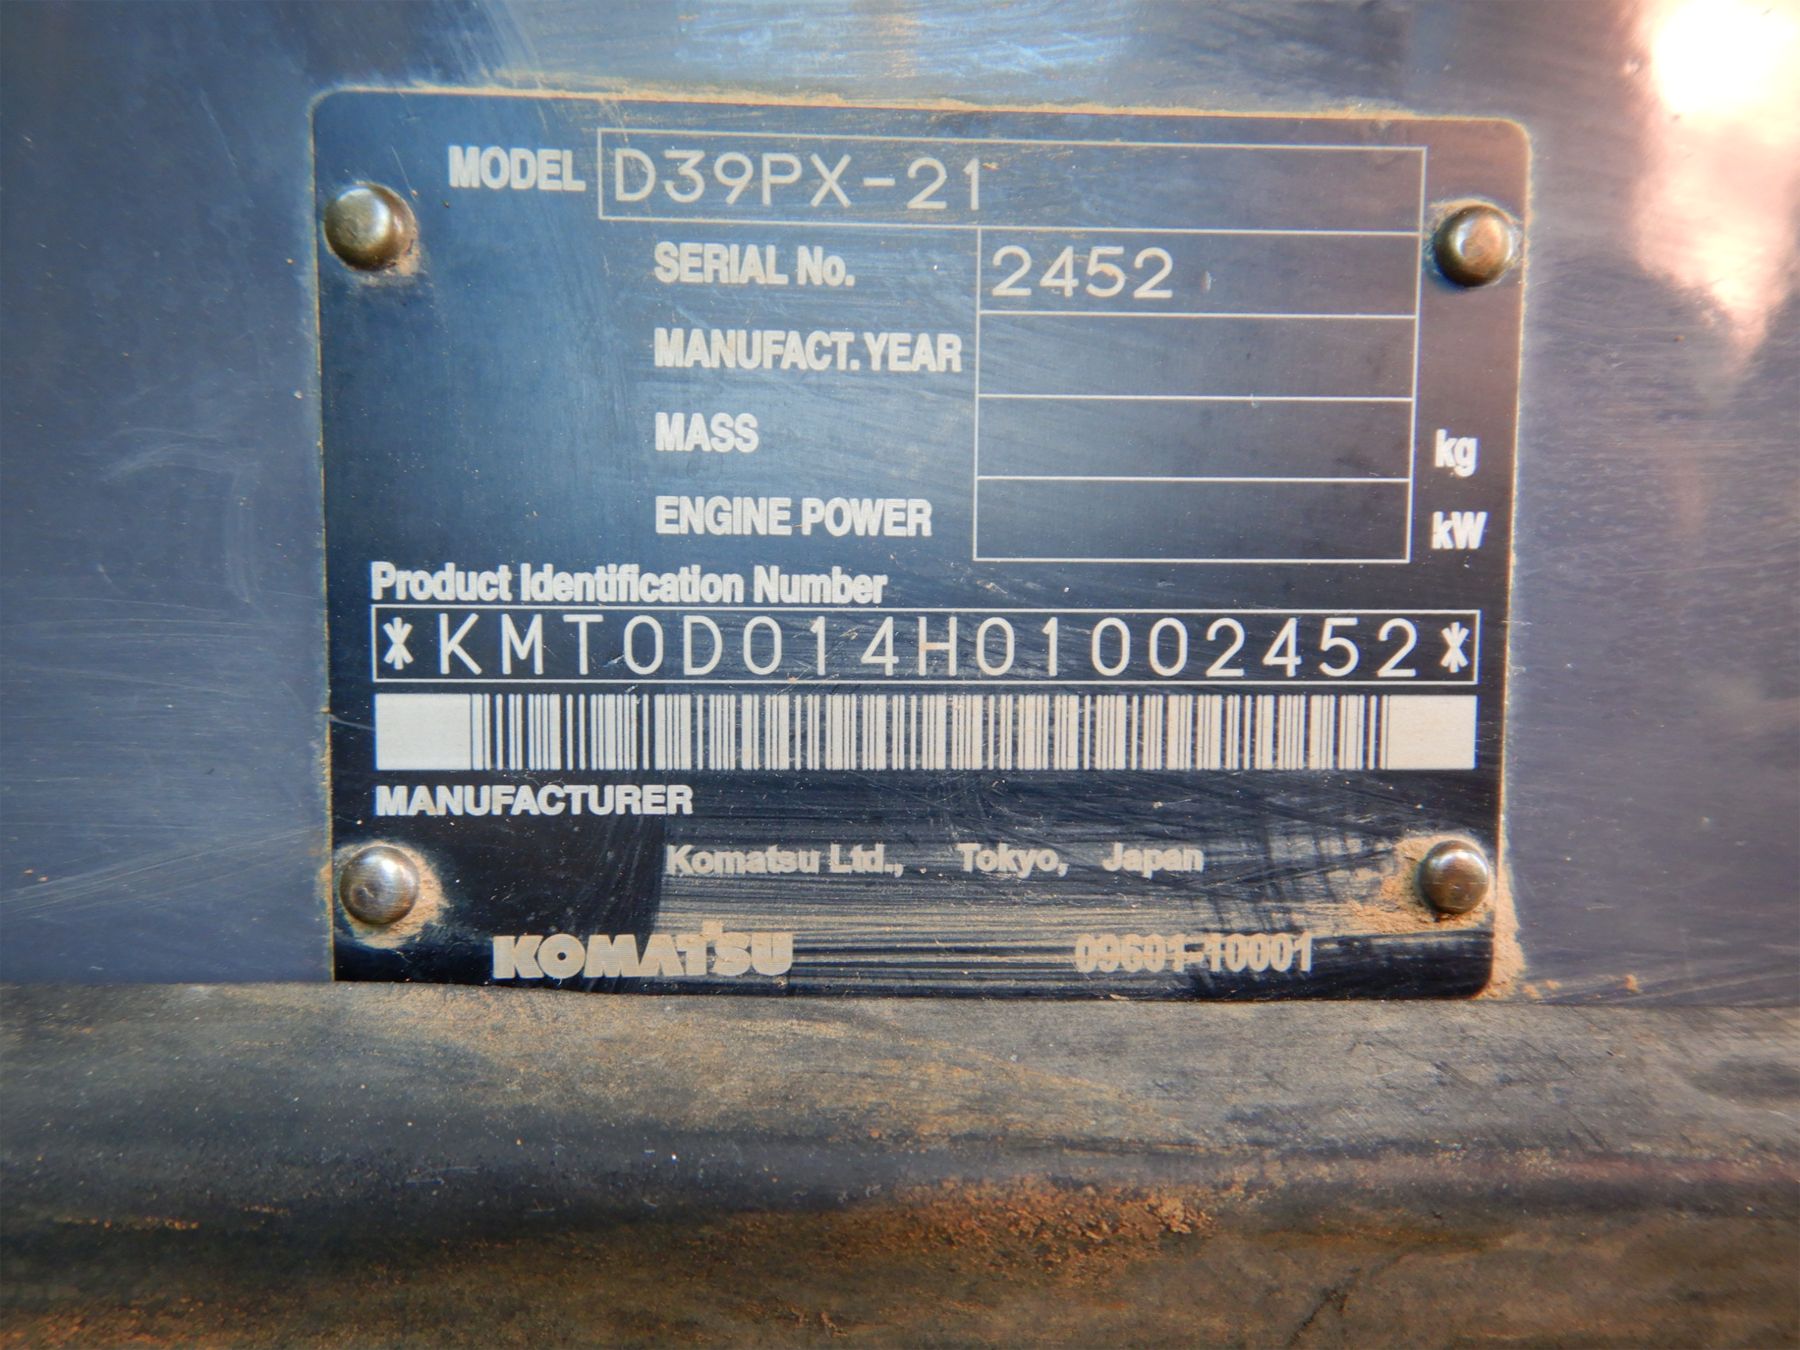 MODEL D39PX-21
SERIAL No. 2452
MANUFACT. YEAR
MASS kg
ENGINE POWER kW
Product Identification Number
*KMT0D014H01002452*
MANUFACTURER
Komatsu Ltd., Tokyo, Japan
KOMATSU 09601-10001